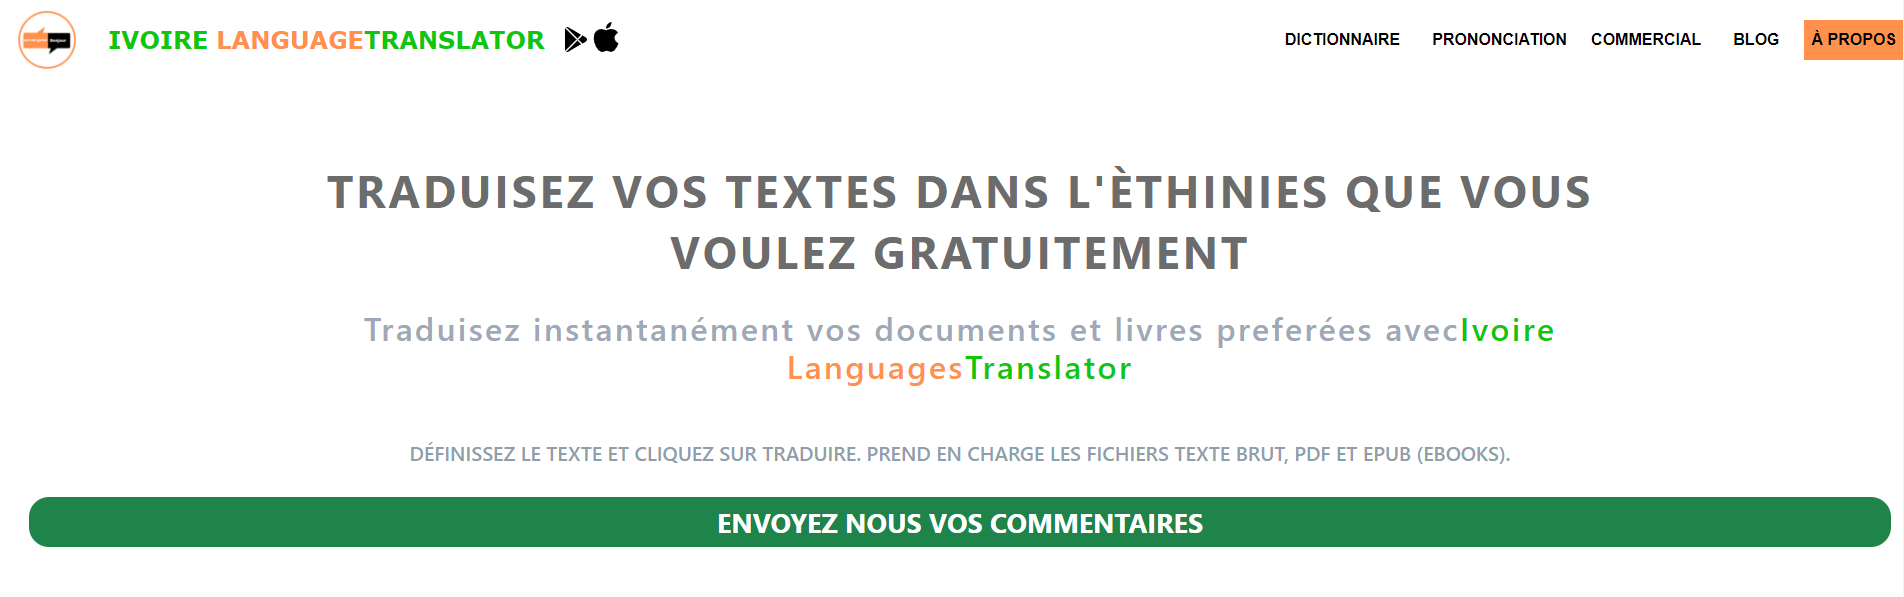 IVOIRE LANGUAGETRANSLATOR
DICTIONNAIRE PRONONCIATION COMMERCIAL BLOG À PROPOS
TRADUISEZ VOS TEXTES DANS L'ÈTHINIES QUE VOUS
VOULEZ GRATUITEMENT
Traduisez instantanément vos documents et livres preferées avecIvoire
LanguagesTranslator
DÉFINISSEZ LE TEXTE ET CLIQUEZ SUR TRADUIRE. PREND EN CHARGE LES FICHIERS TEXTE BRUT, PDF ET EPUB (EBOOKS).
ENVOYEZ NOUS VOS COMMENTAIRES